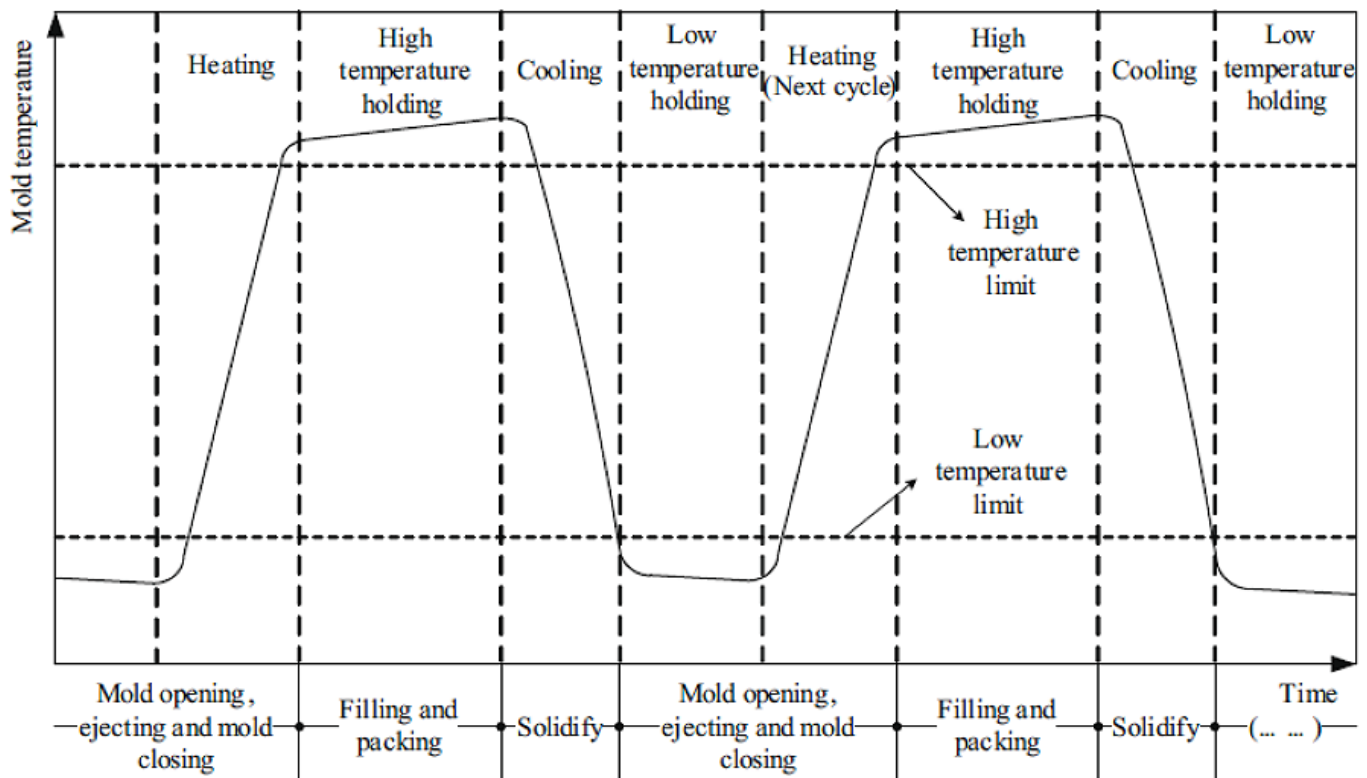 Mold temperature
Heating
High
temperature
holding
Cooling
Low
temperature
holding
Heating
(Next cycle)
High
temperature
holding
Cooling
Low
temperature
holding
High
temperature
limit
Low
temperature
limit
Mold opening,
ejecting and mold
closing
Filling and
packing
Solidify
Mold opening,
ejecting and mold
closing
Filling and
packing
Solidify
Time
(... ...)